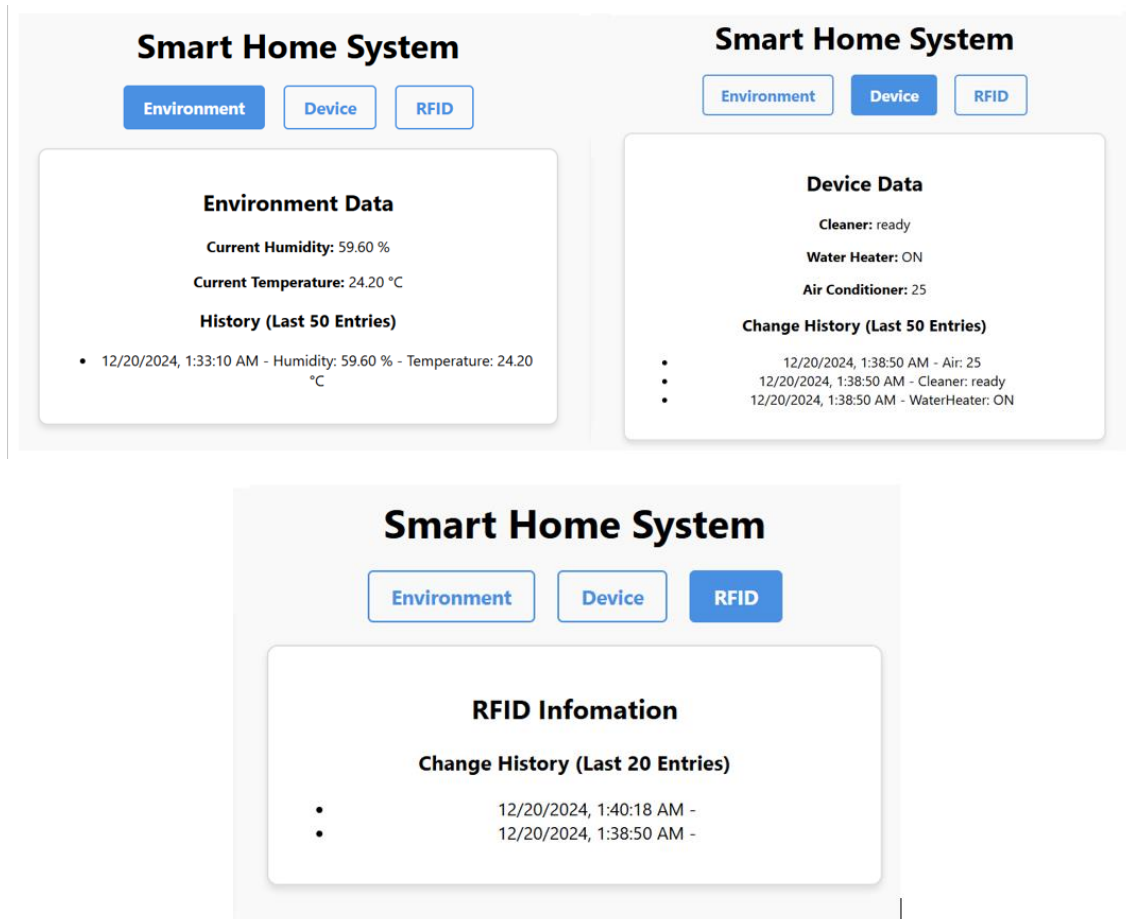 Smart Home System
Environment
Device
RFID
Environment Data
Current Humidity: 59.60 %
Current Temperature: 24.20 °C
History (Last 50 Entries)
• 12/20/2024, 1:33:10 AM - Humidity: 59.60 % - Temperature: 24.20
°C
Smart Home System
Environment
Device
RFID
Device Data
Cleaner: ready
Water Heater: ON
Air Conditioner: 25
Change History (Last 50 Entries)
• 12/20/2024, 1:38:50 AM - Air: 25
• 12/20/2024, 1:38:50 AM - Cleaner: ready
• 12/20/2024, 1:38:50 AM - WaterHeater: ON
Smart Home System
Environment
Device
RFID
RFID Infomation
Change History (Last 20 Entries)
• 12/20/2024, 1:40:18 AM -
• 12/20/2024, 1:38:50 AM -